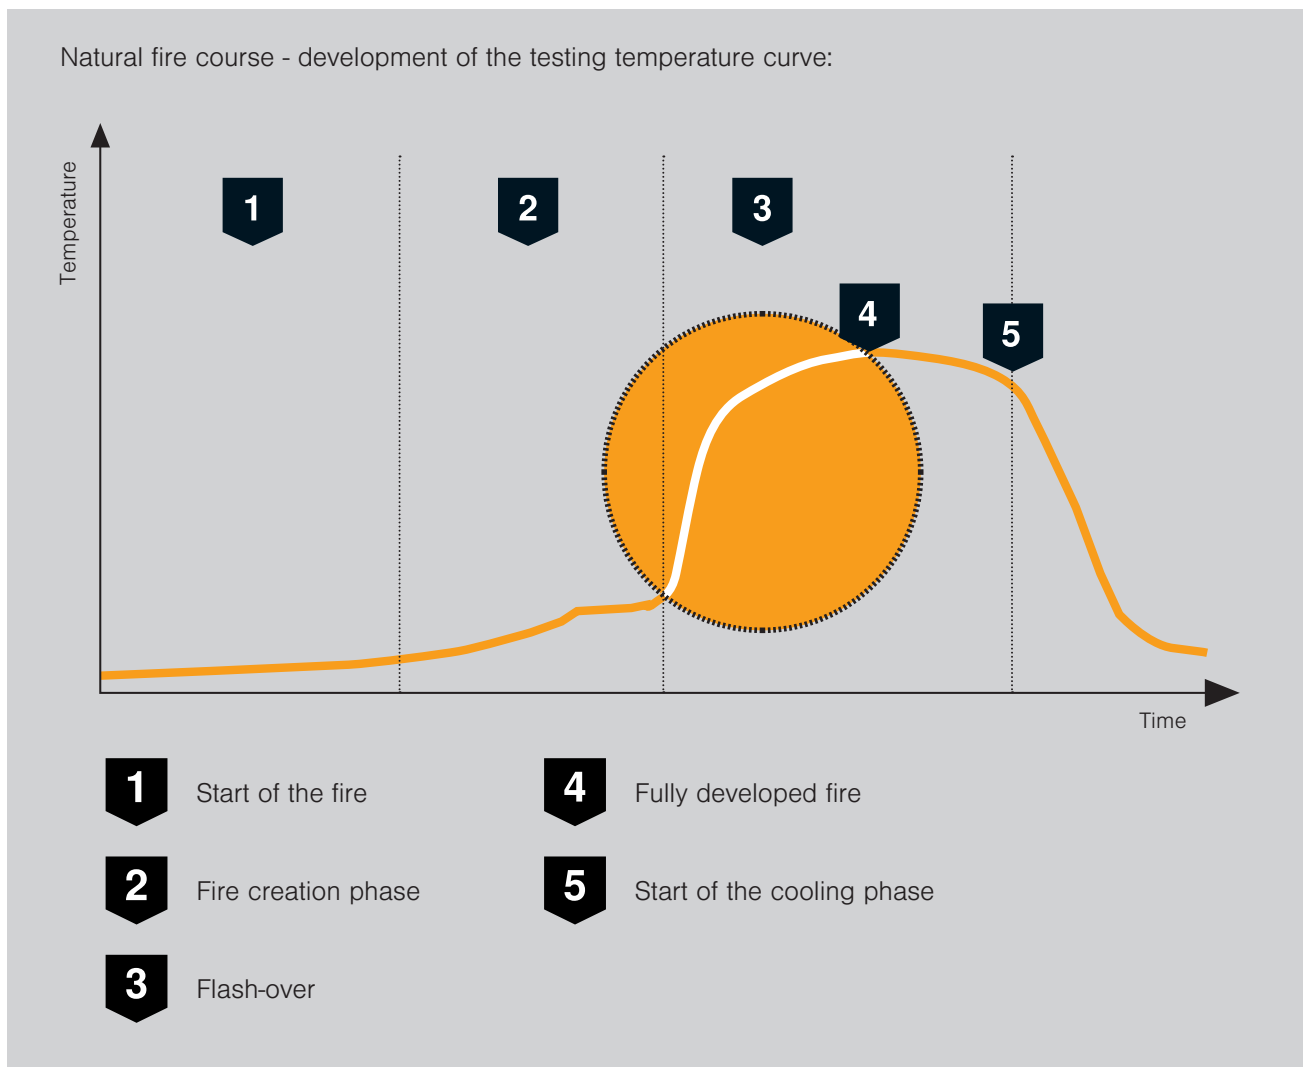 Natural fire course - development of the testing temperature curve:
Temperature
1
2
3
4
5
Time
1 Start of the fire
4 Fully developed fire
2 Fire creation phase
5 Start of the cooling phase
3 Flash-over